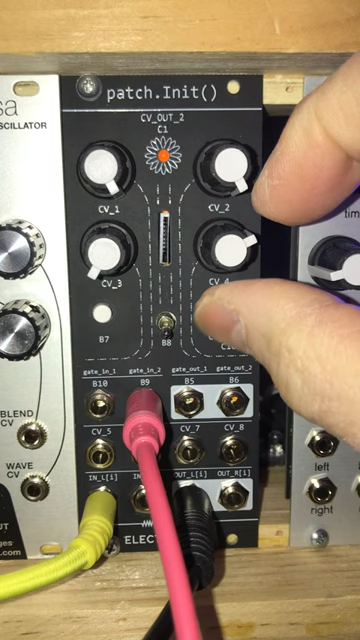 patch.Init()
CV_OUT_2
C1
OSCILLATOR
CV_1
CV_2
CV_3
CV_4
B7
B8
gate_in_1
gate_in_2
gate_out_1
gate_out_2
B10
B9
B5
B6
BLEND
CV
CV_5
CV_7
CV_8
WAVE
CV
IN_L[i]
OUT_L[i]
OUT_R[i]
left
right
ELECT